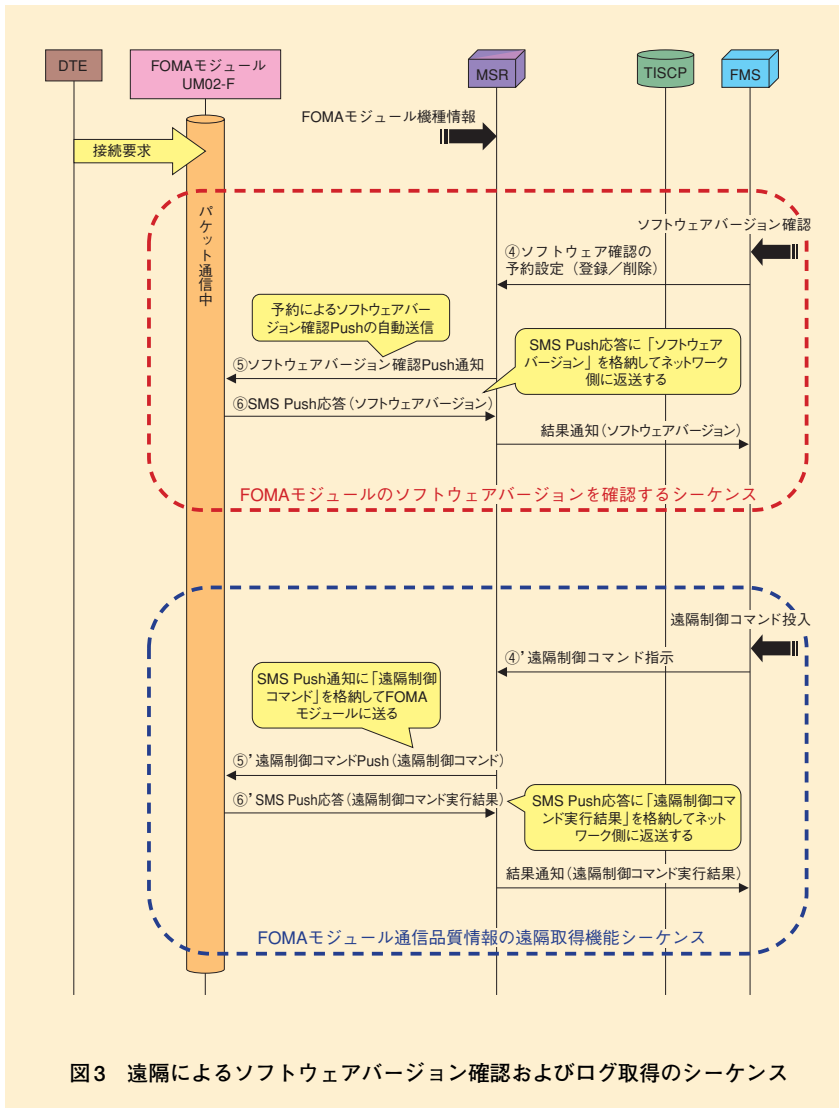 DTE
FOMAモジュール
UM02-F
MSR
TISCP
FMS
FOMAモジュール機種情報
接続要求
パケット通信中
ソフトウェアバージョン確認
④ソフトウェア確認の
予約設定（登録／削除）
予約によるソフトウェアバー
ジョン確認Pushの自動送信
SMS Push応答に「ソフトウェア
バージョン」を格納してネットワーク
側に返送する
⑤ソフトウェアバージョン確認Push通知
⑥SMS Push応答（ソフトウェアバージョン）
結果通知（ソフトウェアバージョン）
FOMAモジュールのソフトウェアバージョンを確認するシーケンス
遠隔制御コマンド投入
④’遠隔制御コマンド指示
SMS Push通知に「遠隔制御
コマンド」を格納してFOMA
モジュールに送る
⑤’遠隔制御コマンドPush（遠隔制御コマンド）
⑥’SMS Push応答（遠隔制御コマンド実行結果）
SMS Push応答に「遠隔制御コマ
ンド実行結果」を格納してネット
ワーク側に返送する
結果通知（遠隔制御コマンド実行結果）
FOMAモジュール通信品質情報の遠隔取得機能シーケンス
図3　遠隔によるソフトウェアバージョン確認およびログ取得のシーケンス